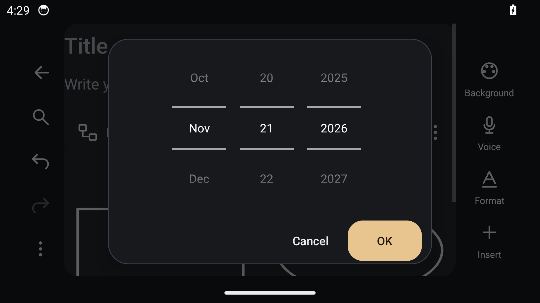 4:29
Title
Write y
Oct 20 2025
Nov 21 2026
Dec 22 2027
Cancel OK
Background
Voice
Format
Insert